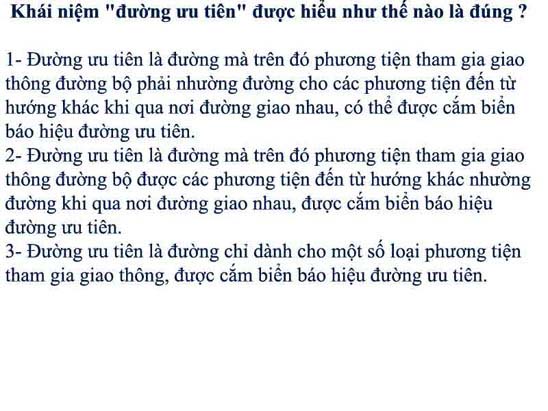 Khái niệm "đường ưu tiên" được hiểu như thế nào là đúng ?
1- Đường ưu tiên là đường mà trên đó phương tiện tham gia giao
thông đường bộ phải nhường đường cho các phương tiện đến từ
hướng khác khi qua nơi đường giao nhau, có thể được cắm biển
báo hiệu đường ưu tiên.
2- Đường ưu tiên là đường mà trên đó phương tiện tham gia giao
thông đường bộ được các phương tiện đến từ hướng khác nhường
đường khi qua nơi đường giao nhau, được cắm biển báo hiệu
đường ưu tiên.
3- Đường ưu tiên là đường chỉ dành cho một số loại phương tiện
tham gia giao thông, được cắm biển báo hiệu đường ưu tiên.